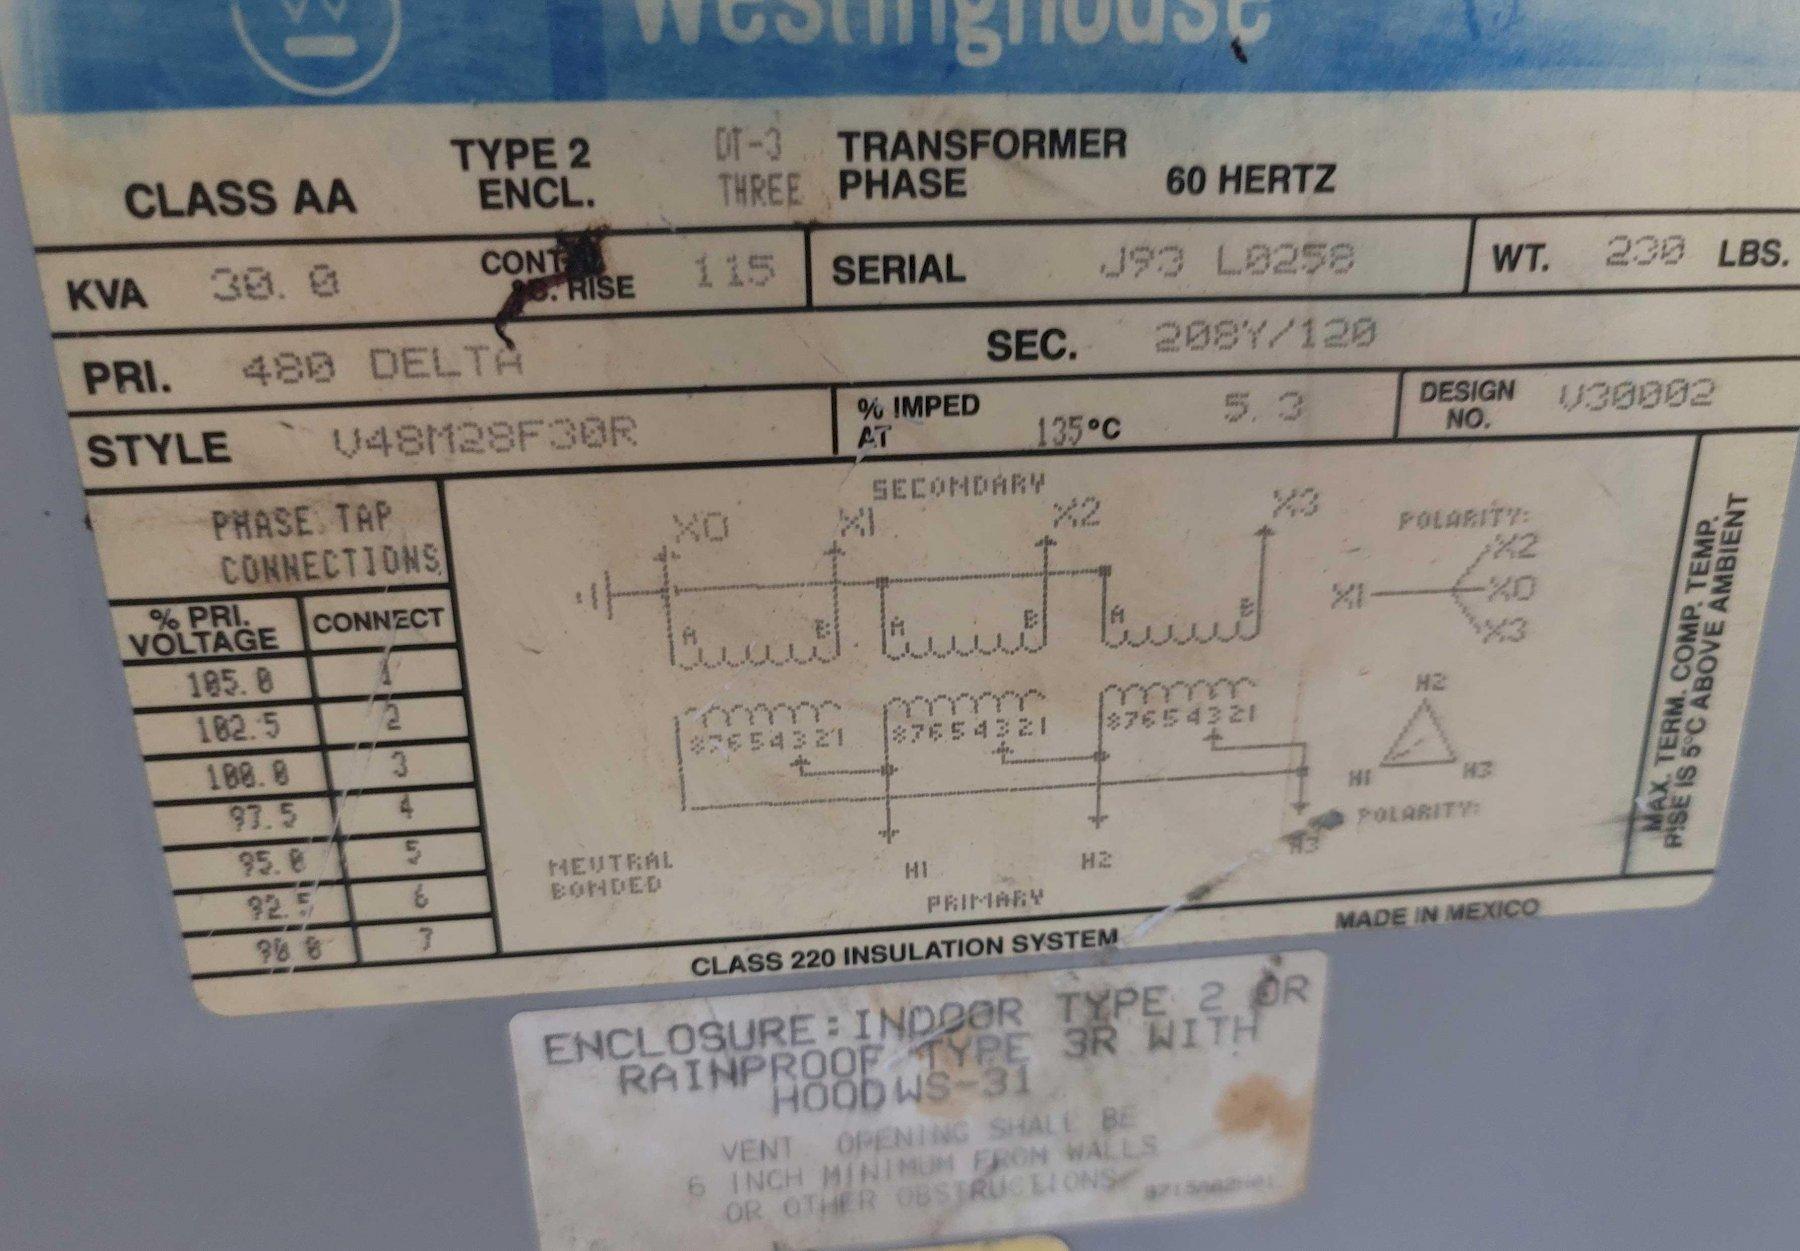 Westinghouse
CLASS AA TYPE 2 ENCL. DT-3 THREE TRANSFORMER PHASE 60 HERTZ
KVA 30.0 CONT. °C. RISE 115 SERIAL J93 L0258 WT. 230 LBS.
PRI. 480 DELTA SEC. 208Y/120
STYLE V48M28F30R % IMPED AT 135°C 5.3 DESIGN NO. V30002
PHASE TAP
CONNECTIONS
% PRI. VOLTAGE CONNECT
105.0 1
102.5 2
100.0 3
97.5 4
95.0 5
92.5 6
90.0 7
SECONDARY
X0 X1 X2 X3
A B A B A B
87654321 87654321 87654321
NEUTRAL
BONDED
H1 H2 H3
PRIMARY
POLARITY:
X2
X1 X0
X3
H2
H1 H3
POLARITY:
MAX. TERM. COMP. TEMP.
RISE IS 5°C ABOVE AMBIENT
CLASS 220 INSULATION SYSTEM
MADE IN MEXICO
ENCLOSURE: INDOOR TYPE 2 OR
RAINPROOF TYPE 3R WITH
HOOD WS-31
VENT OPENING SHALL BE
6 INCH MINIMUM FROM WALLS
OR OTHER OBSTRUCTIONS